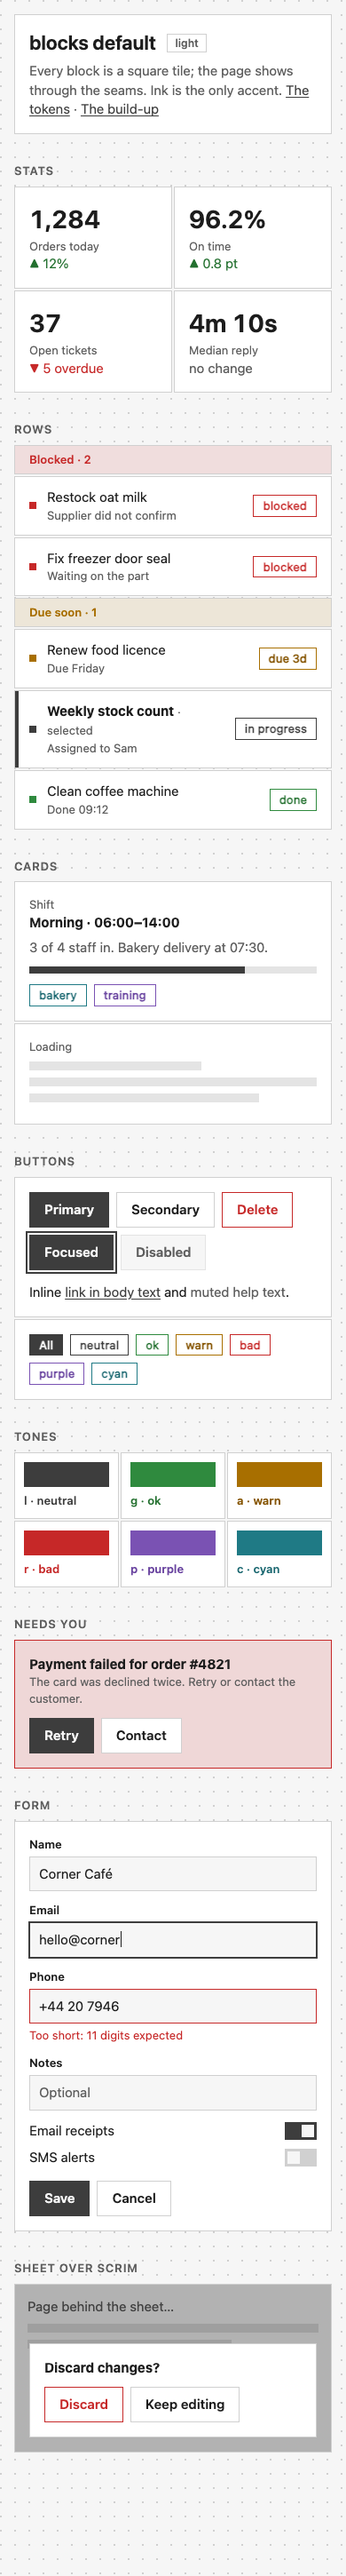 blocks default light
Every block is a square tile; the page shows
through the seams. Ink is the only accent. The
tokens · The build-up
STATS
1,284
Orders today
▲ 12%
96.2%
On time
▲ 0.8 pt
37
Open tickets
▼ 5 overdue
4m 10s
Median reply
no change
ROWS
Blocked · 2
Restock oat milk
Supplier did not confirm
blocked
Fix freezer door seal
Waiting on the part
blocked
Due soon · 1
Renew food licence
Due Friday
due 3d
Weekly stock count ·
selected
Assigned to Sam
in progress
Clean coffee machine
Done 09:12
done
CARDS
Shift
Morning · 06:00–14:00
3 of 4 staff in. Bakery delivery at 07:30.
bakery training
Loading
BUTTONS
Primary Secondary Delete
Focused Disabled
Inline link in body text and muted help text.
All neutral ok warn bad
purple cyan
TONES
l · neutral g · ok a · warn
r · bad p · purple c · cyan
NEEDS YOU
Payment failed for order #4821
The card was declined twice. Retry or contact the
customer.
Retry Contact
FORM
Name
Corner Café
Email
hello@corner
Phone
+44 20 7946
Too short: 11 digits expected
Notes
Optional
Email receipts
SMS alerts
Save Cancel
SHEET OVER SCRIM
Page behind the sheet…
Discard changes?
Discard Keep editing